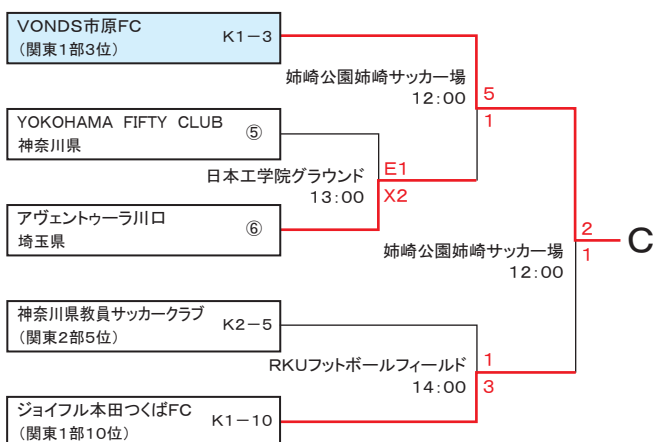 VONDS市原FC
(関東1部3位)
K1−3
姉崎公園姉崎サッカー場
12:00
5
1
YOKOHAMA FIFTY CLUB
神奈川県
⑤
日本工学院グラウンド
13:00
E1
X2
アヴェントゥーラ川口
埼玉県
⑥
姉崎公園姉崎サッカー場
12:00
2
1
C
神奈川県教員サッカークラブ
(関東2部5位)
K2−5
RKUフットボールフィールド
14:00
1
3
ジョイフル本田つくばFC
(関東1部10位)
K1−10